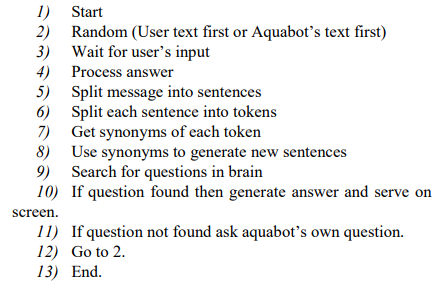 1) Start
2) Random (User text first or Aquabot's text first)
3) Wait for user's input
4) Process answer
5) Split message into sentences
6) Split each sentence into tokens
7) Get synonyms of each token
8) Use synonyms to generate new sentences
9) Search for questions in brain
10) If question found then generate answer and serve on
screen.
11) If question not found ask aquabot's own question.
12) Go to 2.
13) End.